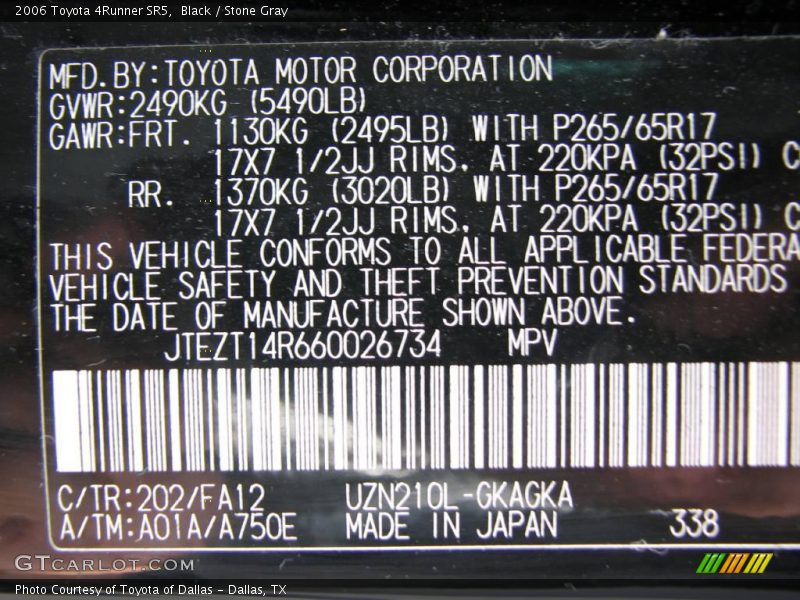 2006 Toyota 4Runner SR5,  Black / Stone Gray
MFD.BY:TOYOTA MOTOR CORPORATION
GVWR:2490KG (5490LB)
GAWR:FRT. 1130KG (2495LB) WITH P265/65R17
17X7 1/2JJ RIMS, AT 220KPA (32PSI) C
RR. 1370KG (3020LB) WITH P265/65R17
17X7 1/2JJ RIMS, AT 220KPA (32PSI) C
THIS VEHICLE CONFORMS TO ALL APPLICABLE FEDERA
VEHICLE SAFETY AND THEFT PREVENTION STANDARDS
THE DATE OF MANUFACTURE SHOWN ABOVE.
JTEZT14R660026734 MPV
C/TR:202/FA12 UZN210L-GKAGKA
A/TM:A01A/A750E MADE IN JAPAN 338
GTCARLOT.COM
Photo Courtesy of Toyota of Dallas - Dallas, TX